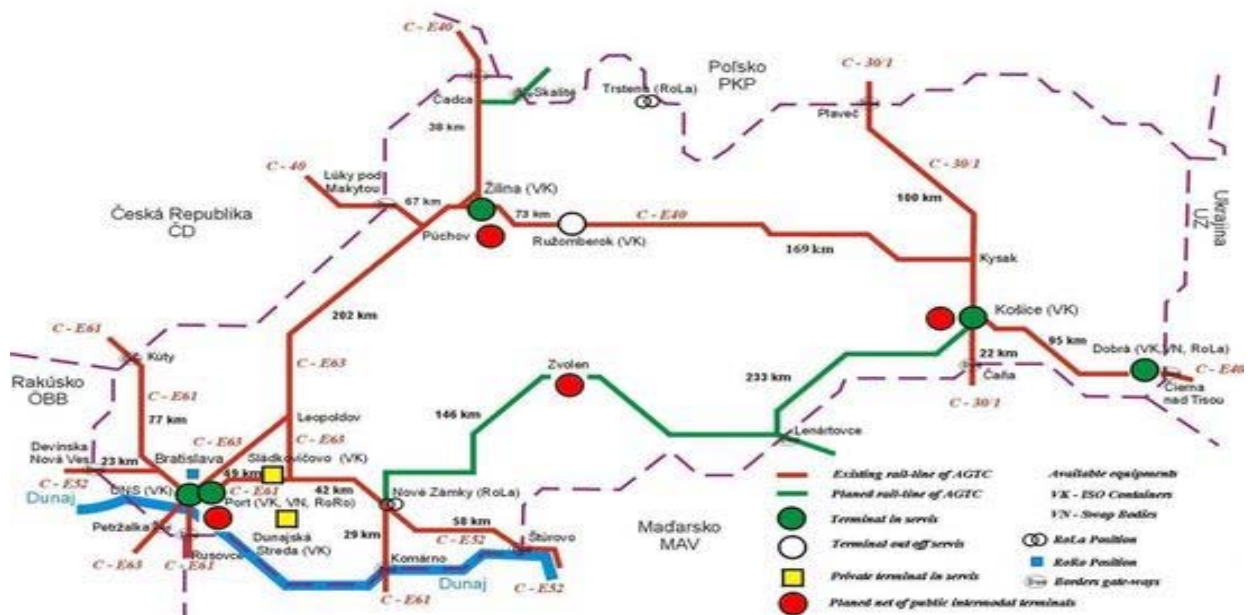 C - E40
Poľsko
PKP
C - 30/1
Skalité
Trstená (RoLa)
Čadca
Plaveč
38 km
C - 40
Lúky pod
Makytou
C - 30/1
67 km
Žilina (VK)
100 km
Ukrajina
UŽ
Česká Republika
ČD
73 km
C - E40
Púchov
Ružomberok (VK)
169 km
Kysak
202 km
Košice (VK)
C - E61
Kúty
95 km
Dobrá (VK,VN, RoLa)
Rakúsko
ÖBB
C - E63
Zvolen
22 km
C - E40
Čaňa
Čierna
nad Tisou
C - E61
233 km
C - 30/1
77 km
146 km
Leopoldov
Lenártovce
C - E63
C - E63
Devínska
Nová Ves
Bratislava
Sládkovičovo (VK)
23 km
C - E52
49 km
UNS (VK)
C - E61
42 km
Dunaj
Port (VK, VN, RoRo)
Nové Zámky (RoLa)
58 km
Petržalka
Dunajská
Streda (VK)
29 km
C - E52
Štúrovo
Maďarsko
MAV
Rusovce
C - E63
C - E61
Komárno
Dunaj
C - E52
C - E61
Existing rail-line of AGTC
Planed rail-line of AGTC
Terminal in servis
Terminal out off servis
Private terminal in servis
Planed net of public intermodal terminals
Available equipments
VK - ISO Containers
VN - Swap Bodies
RoLa Position
RoRo Position
Borders gate-ways